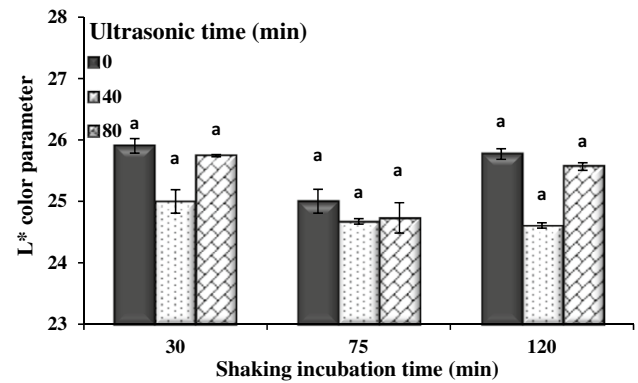 28
27
26
25
24
23
L* color parameter
Ultrasonic time (min)
0
40
80
a a a
a a a
a a a
30 75 120
Shaking incubation time (min)